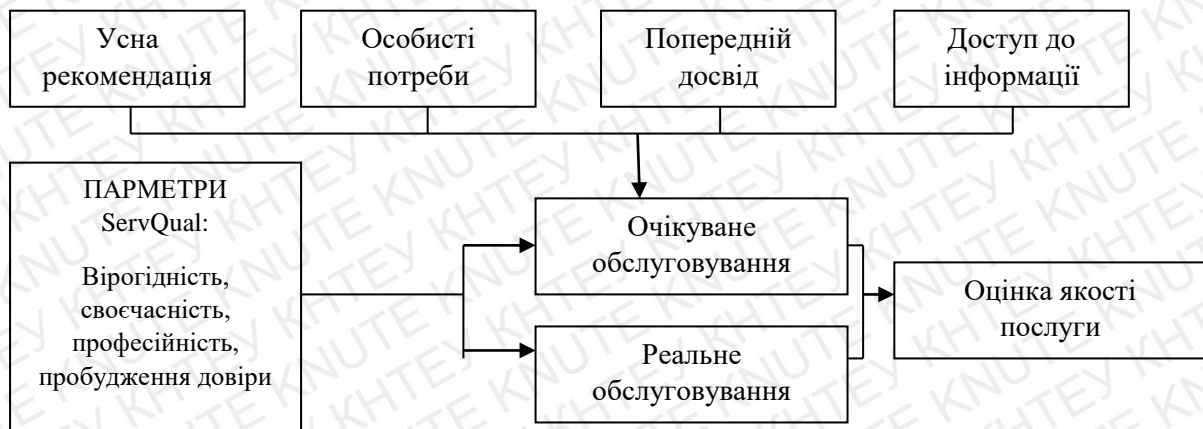 Усна
рекомендація
Особисті
потреби
Попередній
досвід
Доступ до
інформації
ПАРМЕТРИ
ServQual:
Вірогідність,
своєчасність,
професійність,
пробудження довіри
Очікуване
обслуговування
Реальне
обслуговування
Оцінка якості
послуги